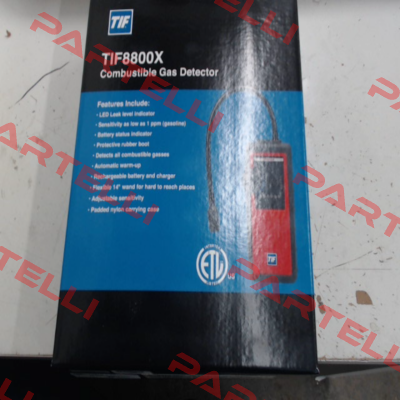 TIF
TIF8800X
Combustible Gas Detector
Features Include:
• LED Leak level indicator
• Sensitivity as low as 1 ppm (gasoline)
• Battery status indicator
• Protective rubber boot
• Detects all combustible gasses
• Automatic warm-up
• Rechargeable battery and charger
• Flexible 14" wand for hard to reach places
• Adjustable sensitivity
• Padded nylon carrying case
ETL
US
TIF
PARTELLI
PARTELLI
PARTELLI
PARTELLI